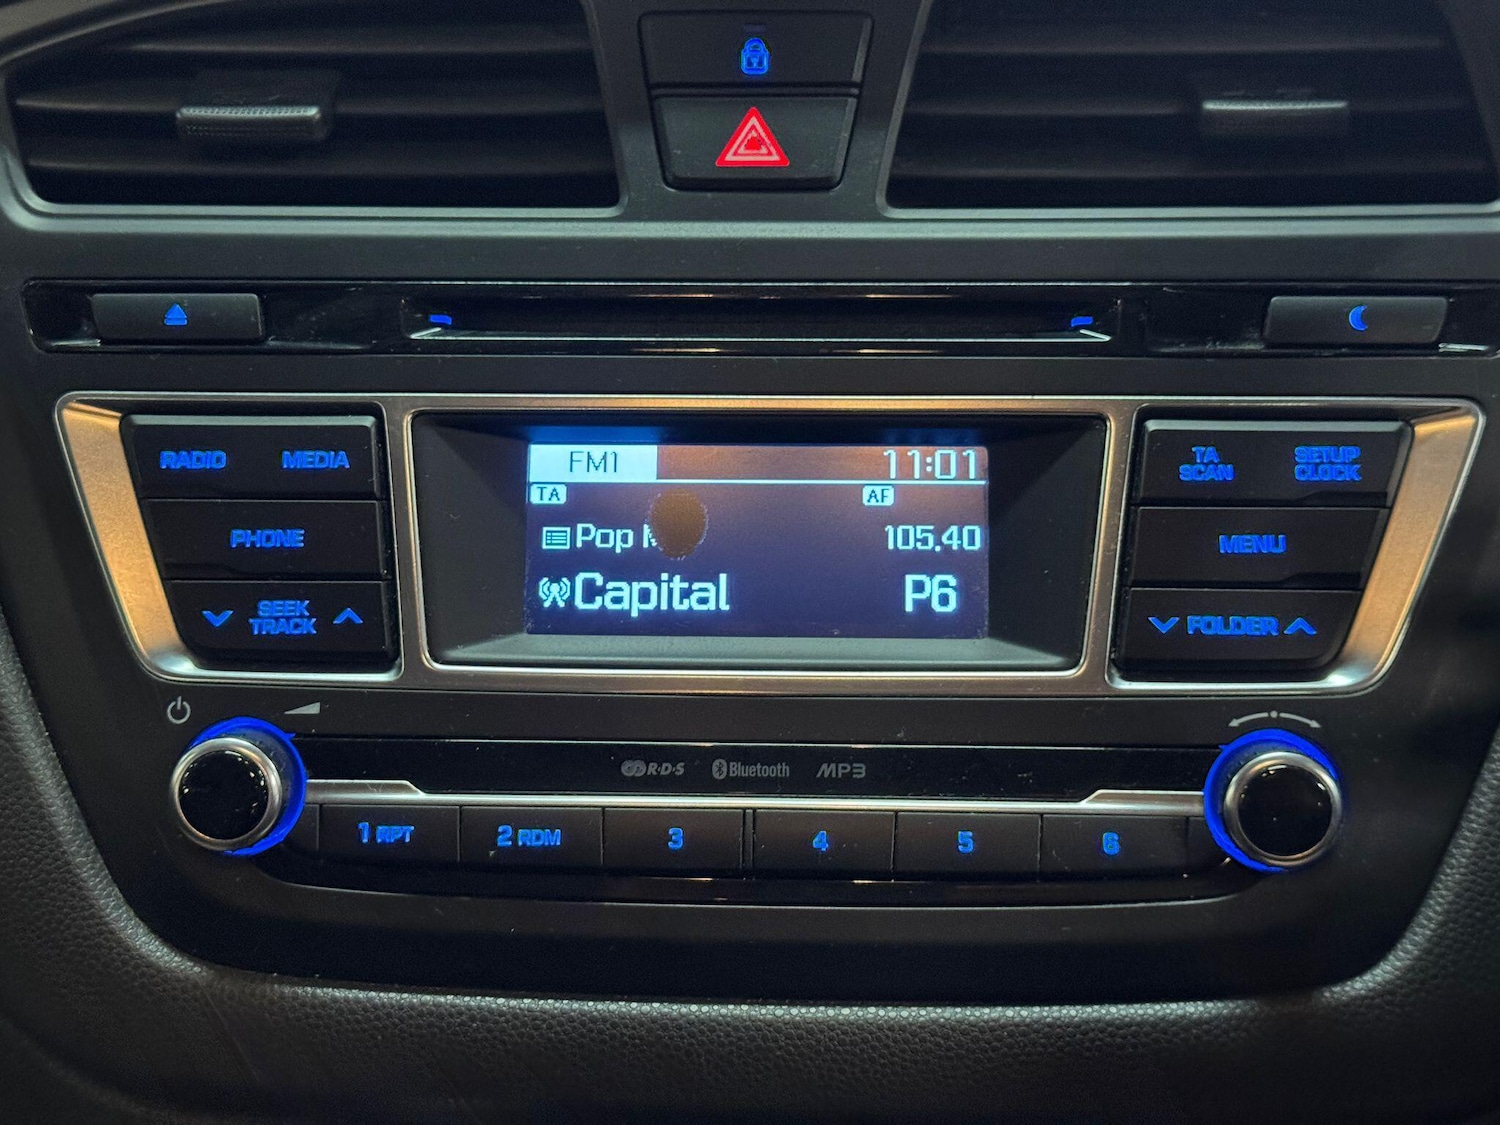 RADIO MEDIA
PHONE
SEEK
TRACK
FM1 11:01
TA AF
Pop 105.40
Capital P6
TA
SCAN
SETUP
CLOCK
MENU
FOLDER
R·D·S Bluetooth MP3
1 RPT 2 RDM 3 4 5 6